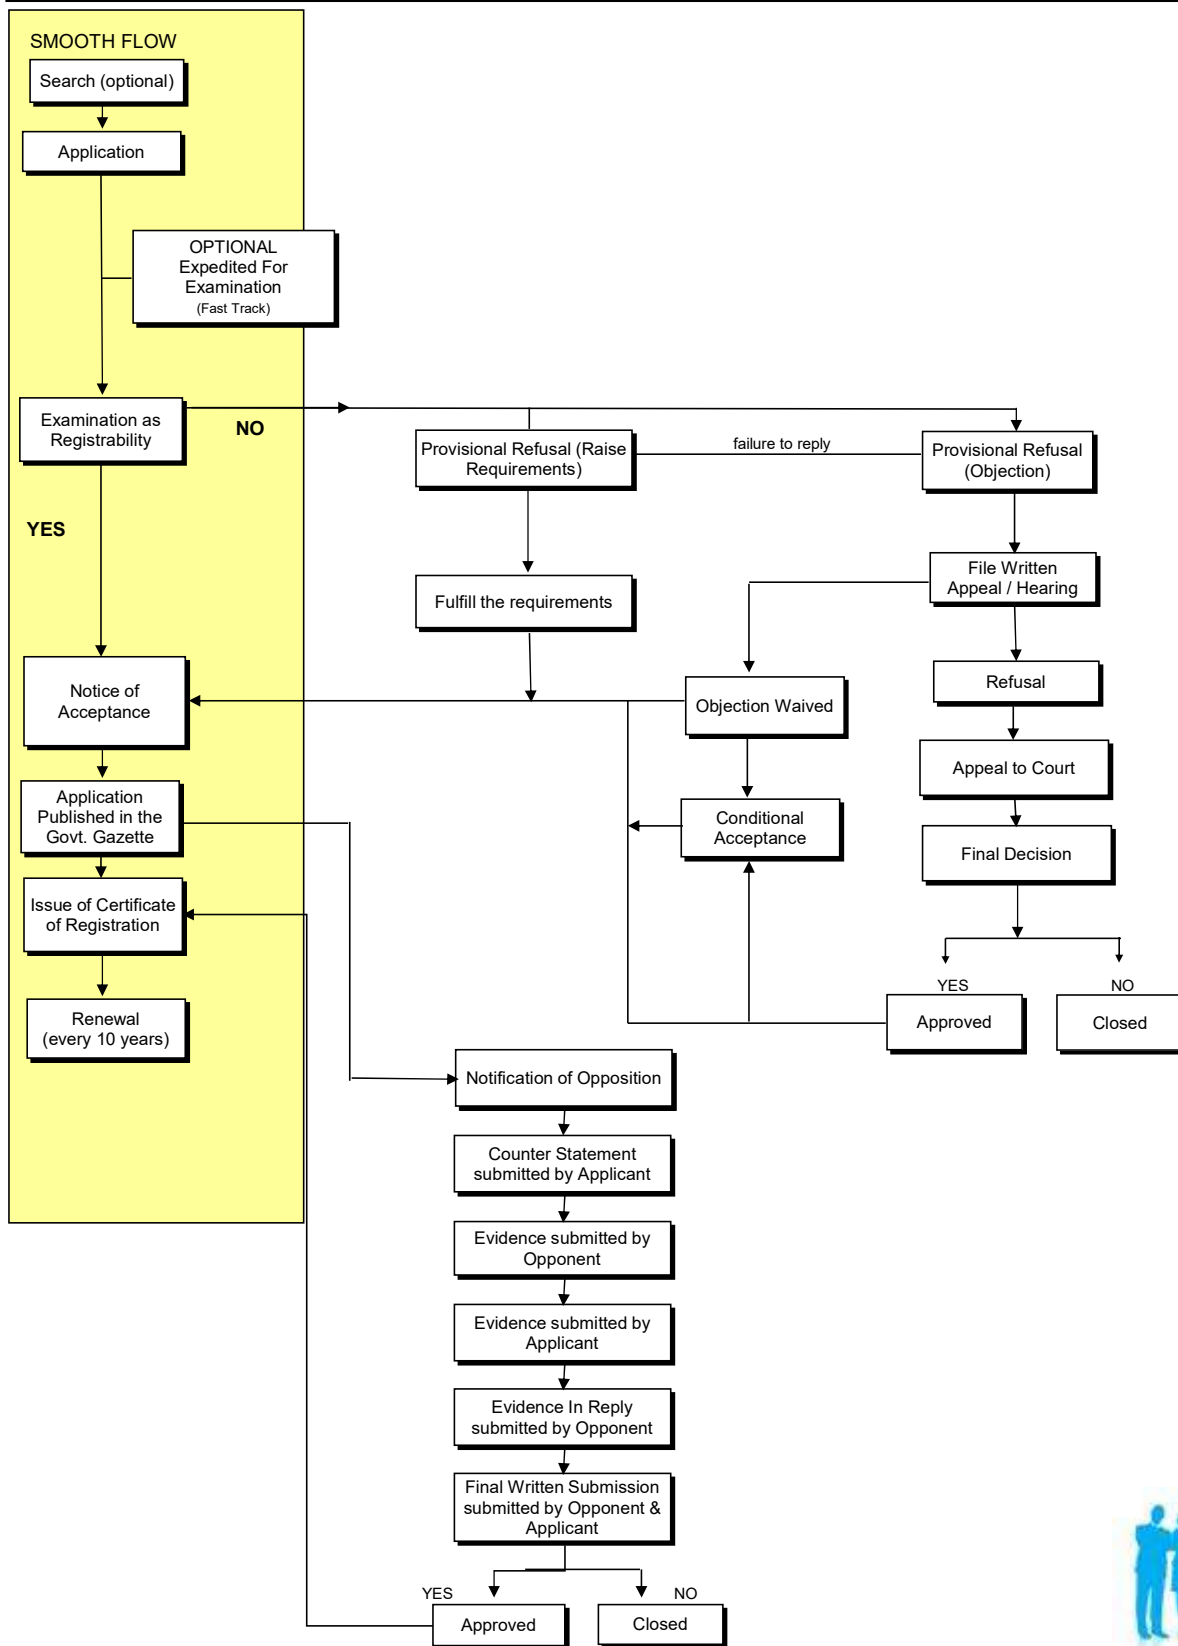 SMOOTH FLOW
Search (optional)
Application
OPTIONAL
Expedited For
Examination
(Fast Track)
Examination as
Registrability
NO
YES
Provisional Refusal (Raise
Requirements)
failure to reply
Provisional Refusal
(Objection)
Fulfill the requirements
File Written
Appeal / Hearing
Notice of
Acceptance
Objection Waived
Refusal
Application
Published in the
Govt. Gazette
Conditional
Acceptance
Appeal to Court
Final Decision
Issue of Certificate
of Registration
YES
NO
Approved
Closed
Renewal
(every 10 years)
Notification of Opposition
Counter Statement
submitted by Applicant
Evidence submitted by
Opponent
Evidence submitted by
Applicant
Evidence In Reply
submitted by Opponent
Final Written Submission
submitted by Opponent &
Applicant
YES
NO
Approved
Closed